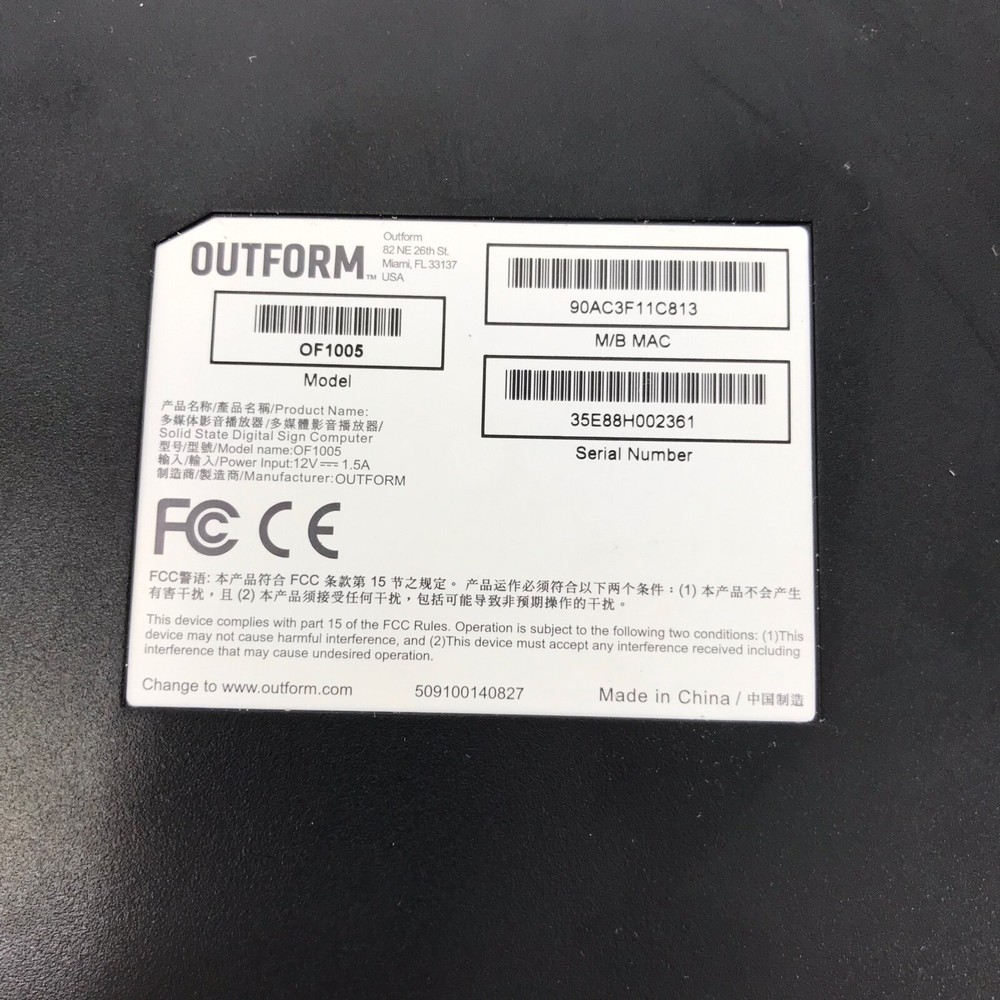 OUTFORM™
Outform
82 NE 26th St.
Miami, FL 33137
USA
OF1005
Model
90AC3F11C813
M/B MAC
35E88H002361
Serial Number
产品名称/產品名稱/Product Name:
多媒体影音播放器/多媒體影音播放器/
Solid State Digital Sign Computer
型号/型號/Model name:OF1005
输入/輸入/Power Input:12V⎓1.5A
制造商/製造商/Manufacturer:OUTFORM
FC CE
FCC警语: 本产品符合 FCC 条款第 15 节之规定。 产品运作必须符合以下两个条件：(1) 本产品不会产生
有害干扰，且 (2) 本产品须接受任何干扰，包括可能导致非预期操作的干扰。
This device complies with part 15 of the FCC Rules. Operation is subject to the following two conditions: (1)This
device may not cause harmful interference, and (2)This device must accept any interference received including
interference that may cause undesired operation.
Change to www.outform.com
509100140827
Made in China / 中国制造